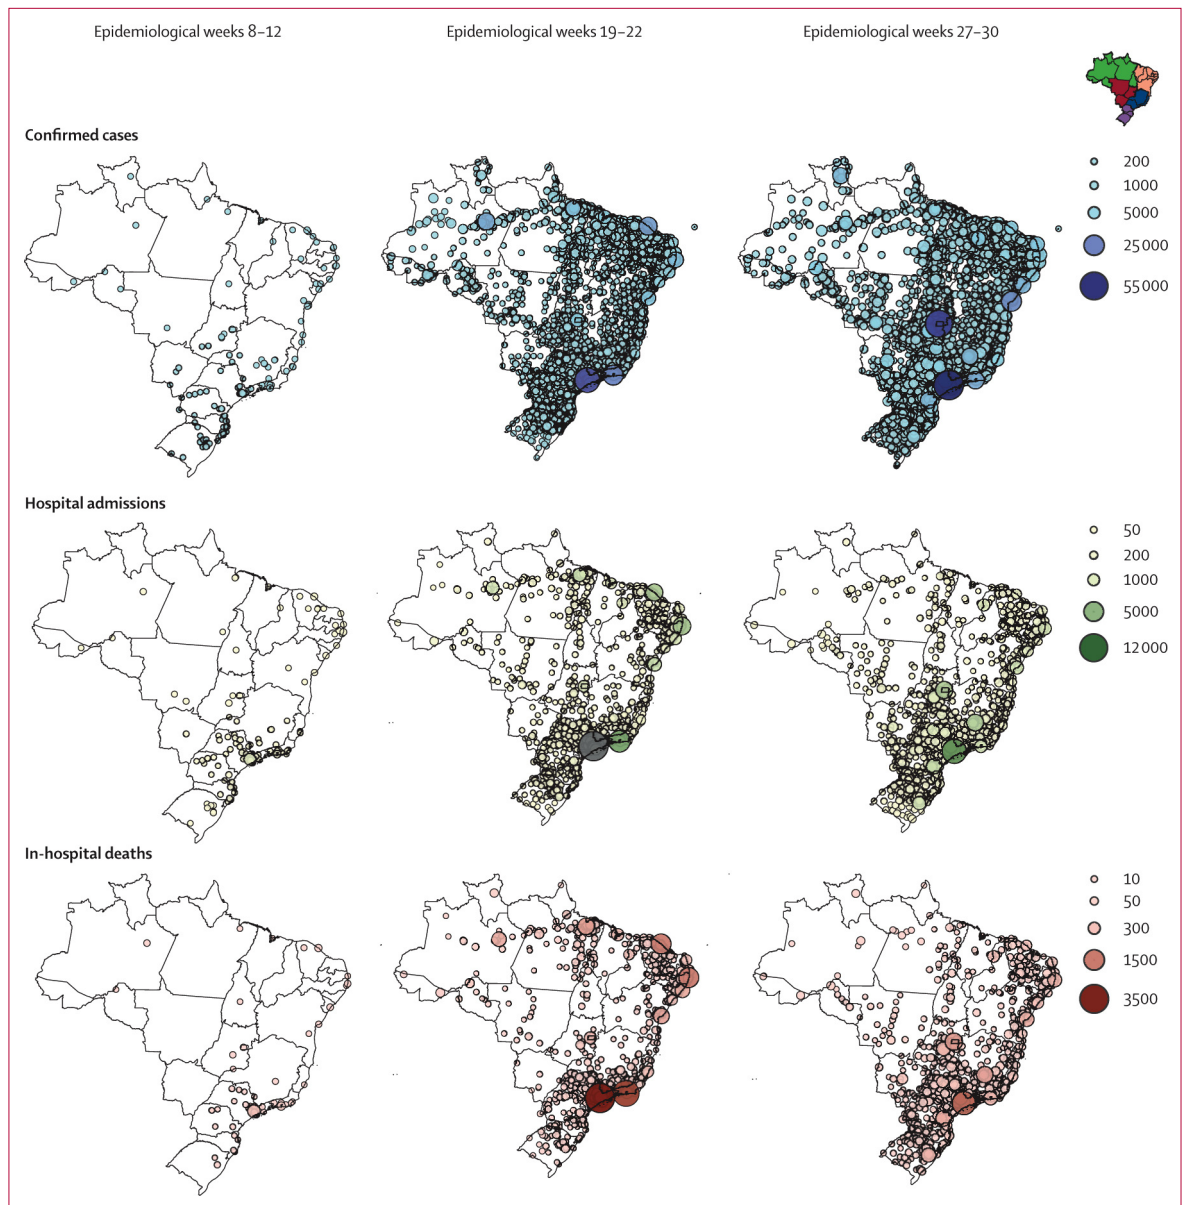 Epidemiological weeks 8–12
Epidemiological weeks 19–22
Epidemiological weeks 27–30
Confirmed cases
200
1000
5000
25 000
55 000
Hospital admissions
50
200
1000
5000
12 000
In-hospital deaths
10
50
300
1500
3500